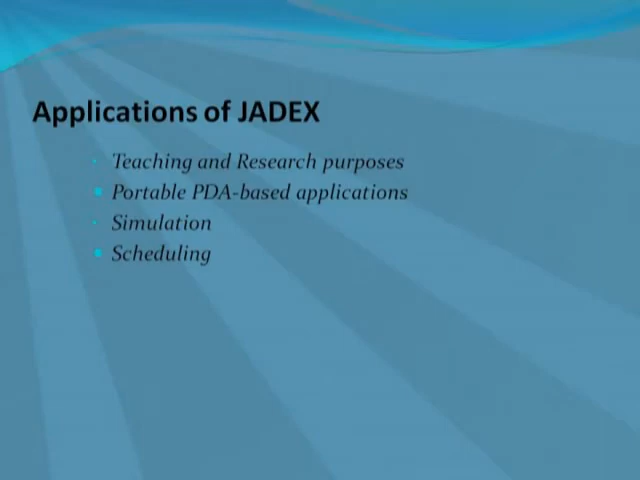 Applications of JADEX
Teaching and Research purposes
Portable PDA-based applications
Simulation
Scheduling